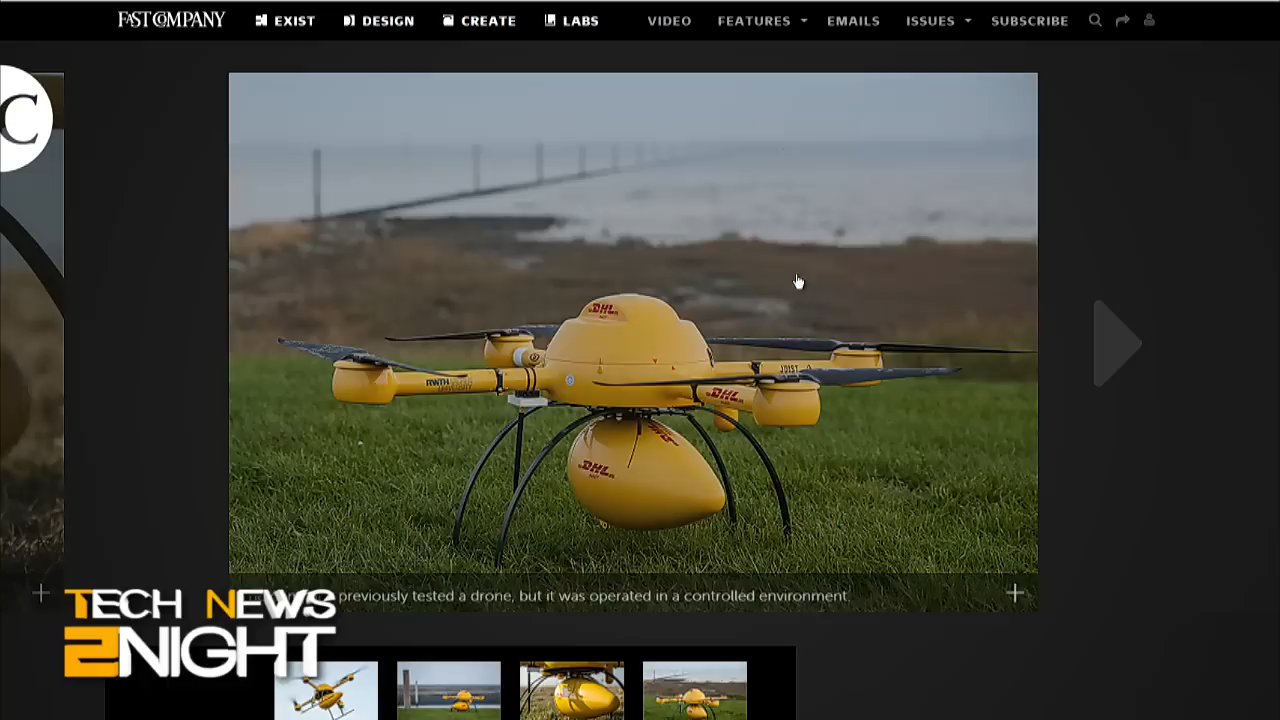 FAST COMPANY EXIST DESIGN CREATE LABS VIDEO FEATURES EMAILS ISSUES SUBSCRIBE
C
DHL
DHL
DHL
previously tested a drone, but it was operated in a controlled environment.
TECH NEWS
2NIGHT